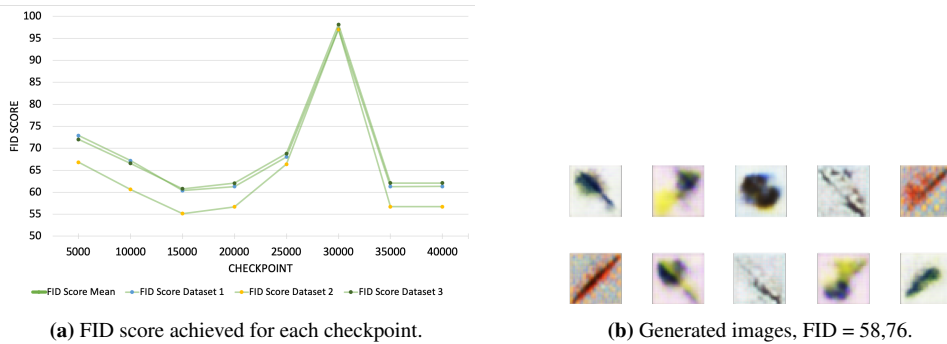 100
95
90
85
80
75
70
65
60
55
50
FID SCORE
5000 10000 15000 20000 25000 30000 35000 40000
CHECKPOINT
FID Score Mean FID Score Dataset 1 FID Score Dataset 2 FID Score Dataset 3
(a) FID score achieved for each checkpoint.
(b) Generated images, FID = 58,76.